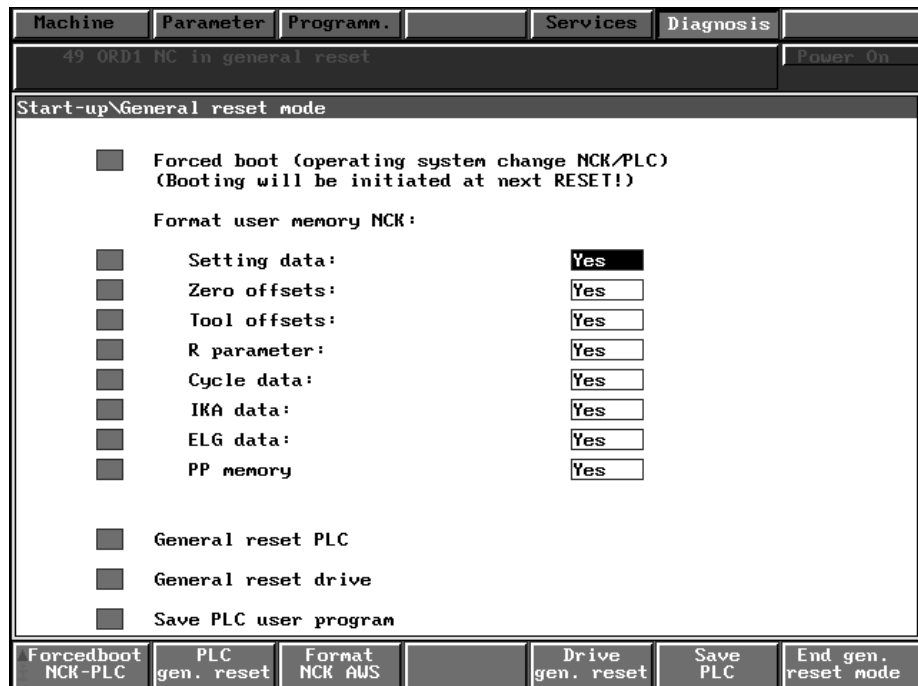 Machine Parameter Programm. Services Diagnosis
49 ORD1 NC in general reset Power On
Start-up\General reset mode
Forced boot (operating system change NCK/PLC)
(Booting will be initiated at next RESET!)
Format user memory NCK:
Setting data: Yes
Zero offsets: Yes
Tool offsets: Yes
R parameter: Yes
Cycle data: Yes
IKA data: Yes
ELG data: Yes
PP memory Yes
General reset PLC
General reset drive
Save PLC user program
Forcedboot PLC Format Drive Save End gen.
NCK-PLC gen. reset NCK AWS gen. reset PLC reset mode